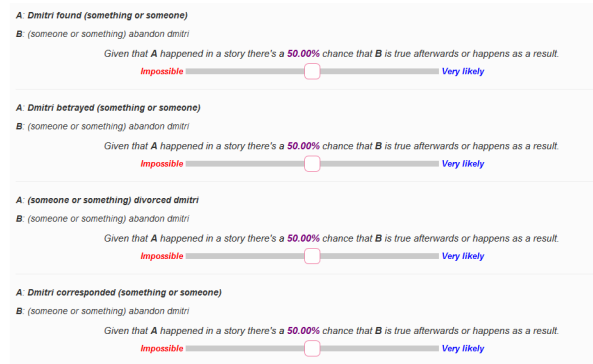 A: Dmitri found (something or someone)
B: (someone or something) abandon dmitri
Given that A happened in a story there's a 50.00% chance that B is true afterwards or happens as a result.
Impossible Very likely
A: Dmitri betrayed (something or someone)
B: (someone or something) abandon dmitri
Given that A happened in a story there's a 50.00% chance that B is true afterwards or happens as a result.
Impossible Very likely
A: (someone or something) divorced dmitri
B: (someone or something) abandon dmitri
Given that A happened in a story there's a 50.00% chance that B is true afterwards or happens as a result.
Impossible Very likely
A: Dmitri corresponded (something or someone)
B: (someone or something) abandon dmitri
Given that A happened in a story there's a 50.00% chance that B is true afterwards or happens as a result.
Impossible Very likely